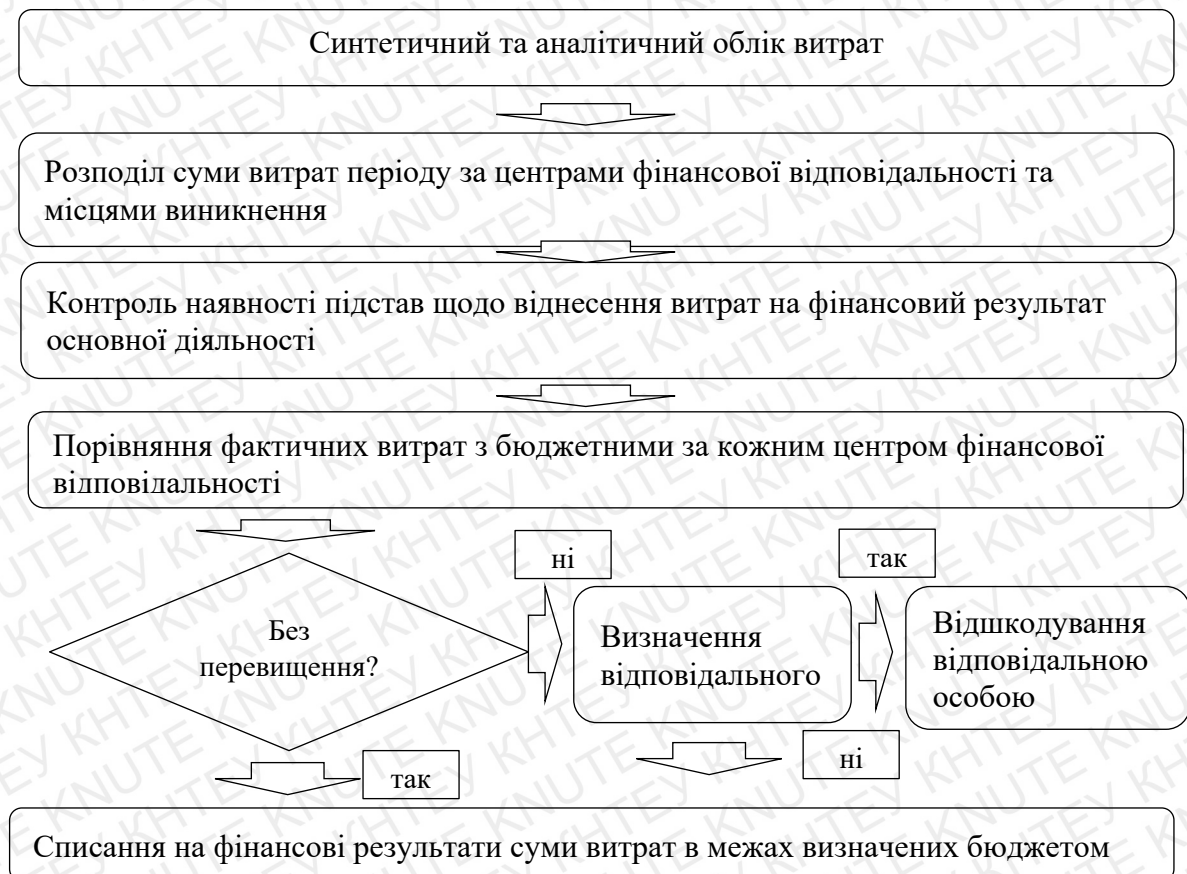 Синтетичний та аналітичний облік витрат
Розподіл суми витрат періоду за центрами фінансової відповідальності та
місцями виникнення
Контроль наявності підстав щодо віднесення витрат на фінансовий результат
основної діяльності
Порівняння фактичних витрат з бюджетними за кожним центром фінансової
відповідальності
ні
так
Без
перевищення?
Визначення
відповідального
Відшкодування
відповідальною
особою
так
ні
Списання на фінансові результати суми витрат в межах визначених бюджетом